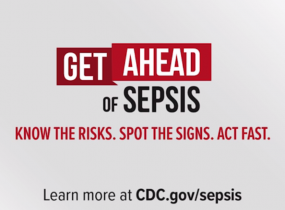 GET AHEAD
OF SEPSIS
KNOW THE RISKS. SPOT THE SIGNS. ACT FAST.
Learn more at CDC.gov/sepsis